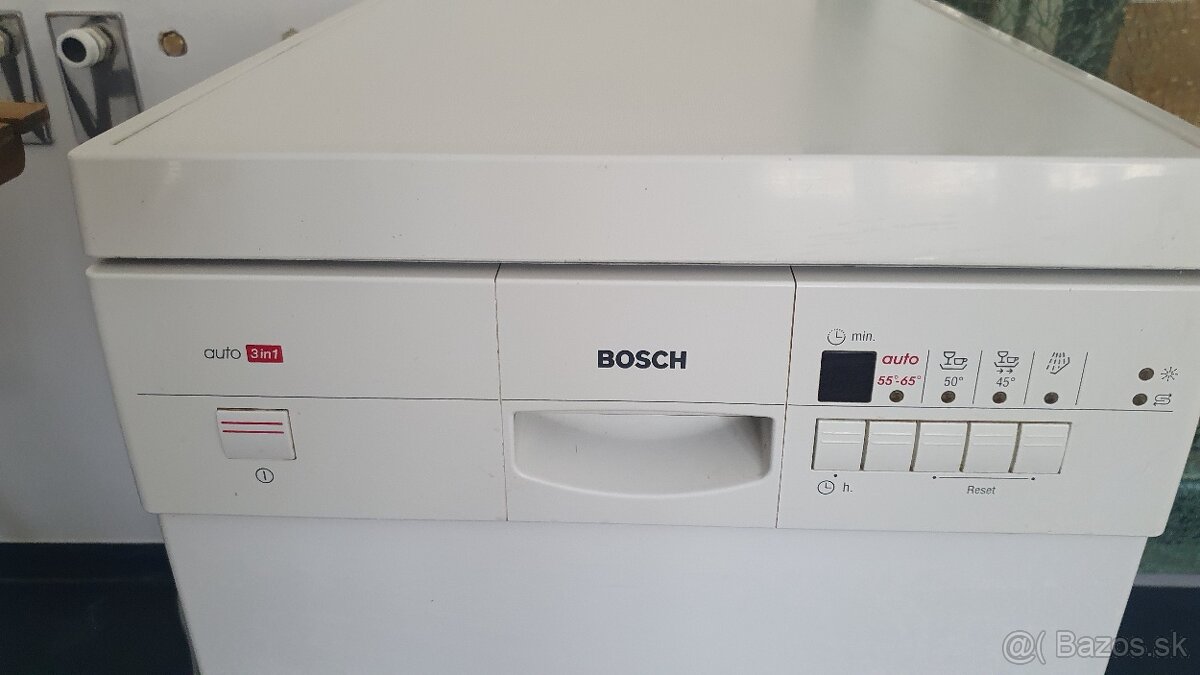 auto 3in1
BOSCH
min.
auto
55°-65° 50° 45°
h.
Reset
@( Bazos.sk